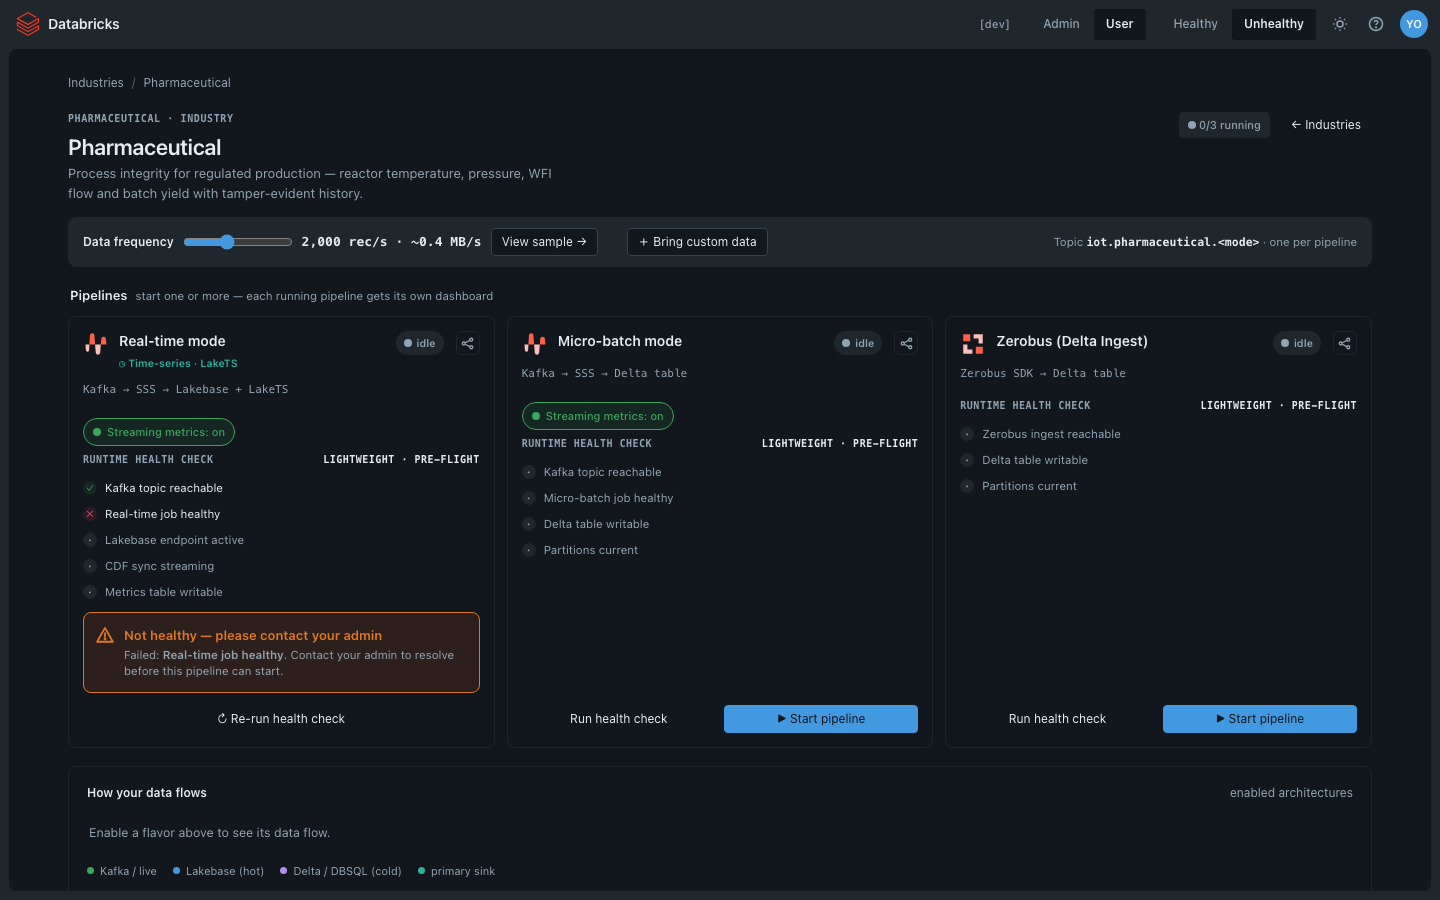 Databricks
[dev]
Admin
User
Healthy
Unhealthy
YO
Industries / Pharmaceutical
PHARMACEUTICAL · INDUSTRY
0/3 running
← Industries
Pharmaceutical
Process integrity for regulated production — reactor temperature, pressure, WFI
flow and batch yield with tamper-evident history.
Data frequency
2,000 rec/s · ~0.4 MB/s
View sample →
+ Bring custom data
Topic iot.pharmaceutical.<mode> · one per pipeline
Pipelines start one or more — each running pipeline gets its own dashboard
Real-time mode
idle
Time-series · LakeTS
Kafka → SSS → Lakebase + LakeTS
Streaming metrics: on
RUNTIME HEALTH CHECK
LIGHTWEIGHT · PRE-FLIGHT
Kafka topic reachable
Real-time job healthy
Lakebase endpoint active
CDF sync streaming
Metrics table writable
Not healthy — please contact your admin
Failed: Real-time job healthy. Contact your admin to resolve
before this pipeline can start.
↻ Re-run health check
Micro-batch mode
idle
Kafka → SSS → Delta table
Streaming metrics: on
RUNTIME HEALTH CHECK
LIGHTWEIGHT · PRE-FLIGHT
Kafka topic reachable
Micro-batch job healthy
Delta table writable
Partitions current
Run health check
▶ Start pipeline
Zerobus (Delta Ingest)
idle
Zerobus SDK → Delta table
RUNTIME HEALTH CHECK
LIGHTWEIGHT · PRE-FLIGHT
Zerobus ingest reachable
Delta table writable
Partitions current
Run health check
▶ Start pipeline
How your data flows
enabled architectures
Enable a flavor above to see its data flow.
Kafka / live
Lakebase (hot)
Delta / DBSQL (cold)
primary sink